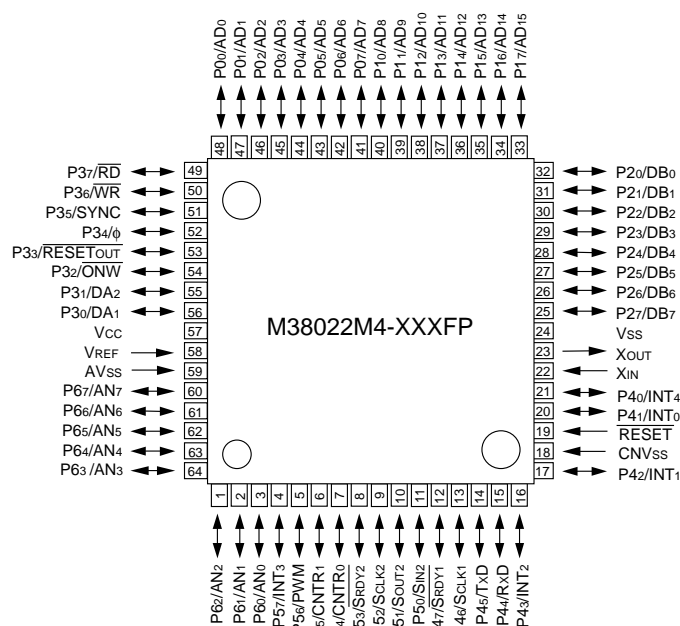 P00/AD0
P01/AD1
P02/AD2
P03/AD3
P04/AD4
P05/AD5
P06/AD6
P07/AD7
P10/AD8
P11/AD9
P12/AD10
P13/AD11
P14/AD12
P15/AD13
P16/AD14
P17/AD15
48 47 46 45 44 43 42 41 40 39 38 37 36 35 34 33
P37/RD 49
P36/WR 50
P35/SYNC 51
P34/ϕ 52
P33/RESETOUT 53
P32/ONW 54
P31/DA2 55
P30/DA1 56
VCC 57
VREF 58
AVSS 59
P67/AN7 60
P66/AN6 61
P65/AN5 62
P64/AN4 63
P63/AN3 64
M38022M4-XXXFP
32 P20/DB0
31 P21/DB1
30 P22/DB2
29 P23/DB3
28 P24/DB4
27 P25/DB5
26 P26/DB6
25 P27/DB7
24 VSS
23 XOUT
22 XIN
21 P40/INT4
20 P41/INT0
19 RESET
18 CNVSS
17 P42/INT1
1 2 3 4 5 6 7 8 9 10 11 12 13 14 15 16
P62/AN2
P61/AN1
P60/AN0
P57/INT3
P56/PWM
5/CNTR1
4/CNTR0
53/SRDY2
52/SCLK2
51/SOUT2
P50/SIN2
47/SRDY1
46/SCLK1
P45/TXD
P44/RXD
P43/INT2